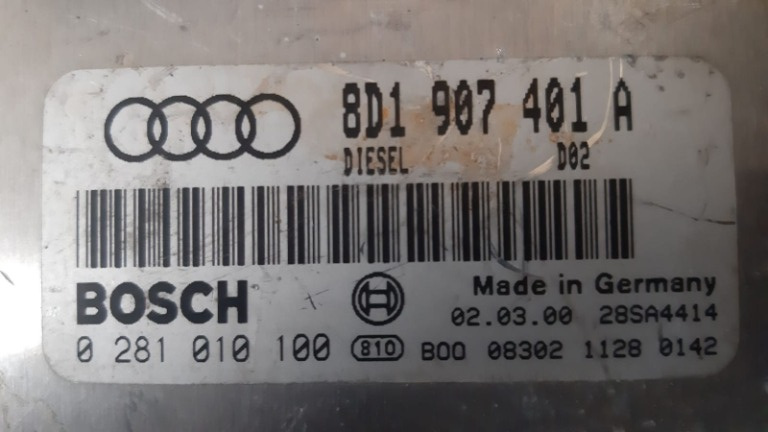 8D1 907 401 A
DIESEL D02
BOSCH Made in Germany
02.03.00 28SA4414
0 281 010 100 810 B00 08302 1128 0142